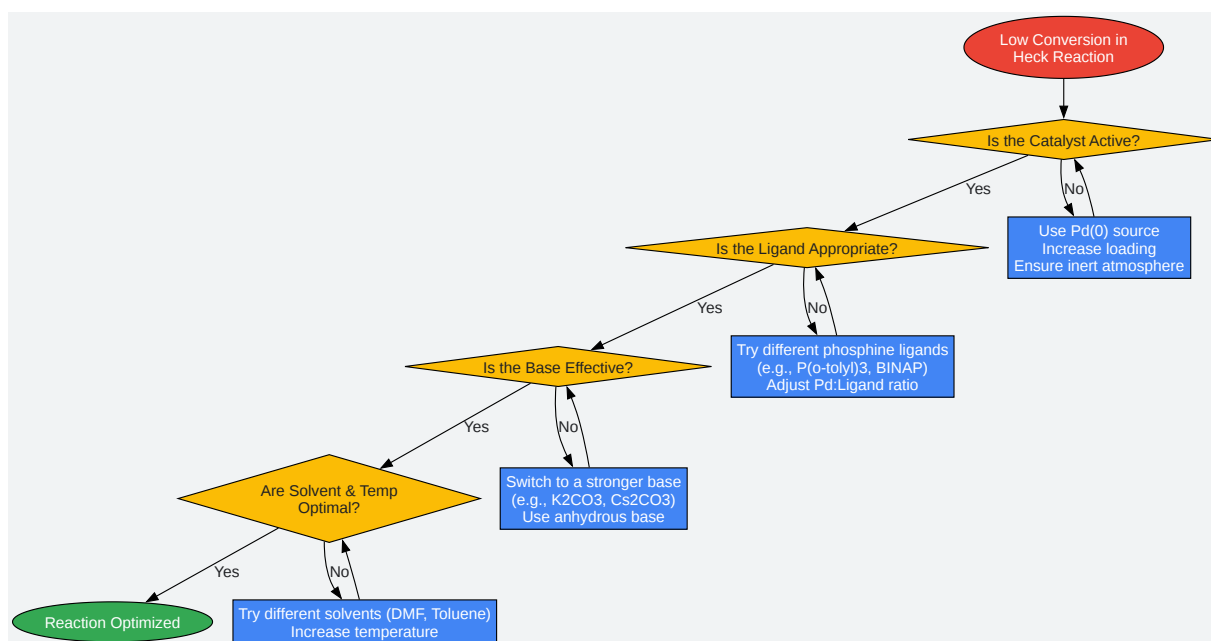 Low Conversion in
Heck Reaction
Is the Catalyst Active?
Yes
No
Use Pd(0) source
Increase loading
Ensure inert atmosphere
Is the Ligand Appropriate?
Yes
No
Try different phosphine ligands
(e.g., P(o-tolyl)3, BINAP)
Adjust Pd:Ligand ratio
Is the Base Effective?
Yes
No
Switch to a stronger base
(e.g., K2CO3, Cs2CO3)
Use anhydrous base
Are Solvent & Temp
Optimal?
Yes
No
Reaction Optimized
Try different solvents (DMF, Toluene)
Increase temperature